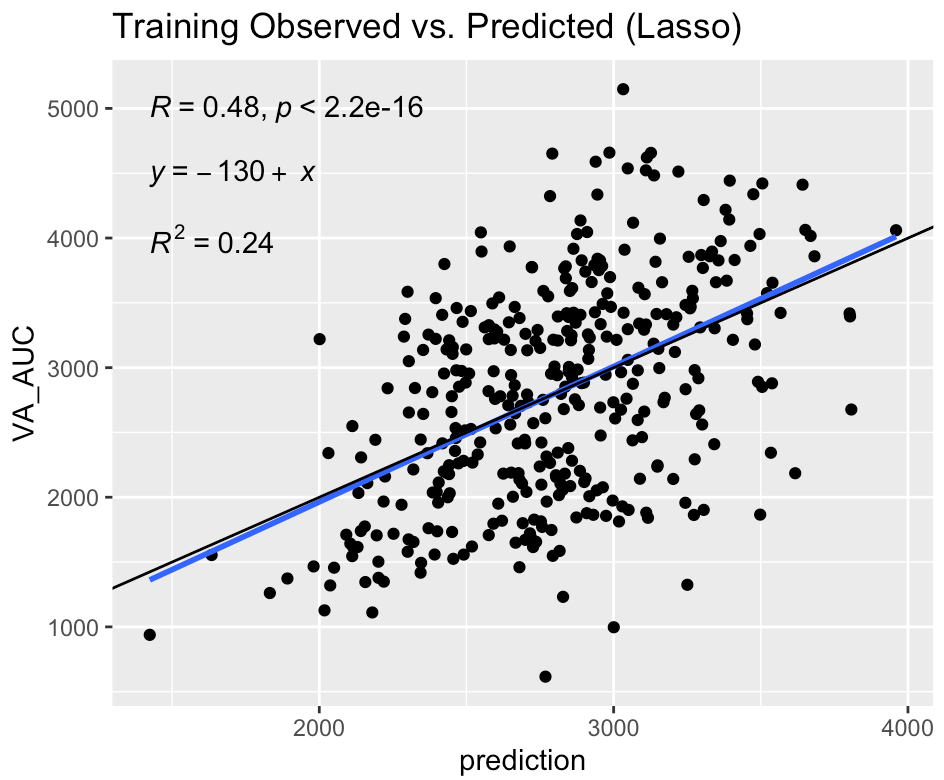 Training Observed vs. Predicted (Lasso)
R = 0.48, p < 2.2e-16
y = − 130 + x
R² = 0.24
5000
4000
3000
2000
1000
VA_AUC
2000
3000
4000
prediction